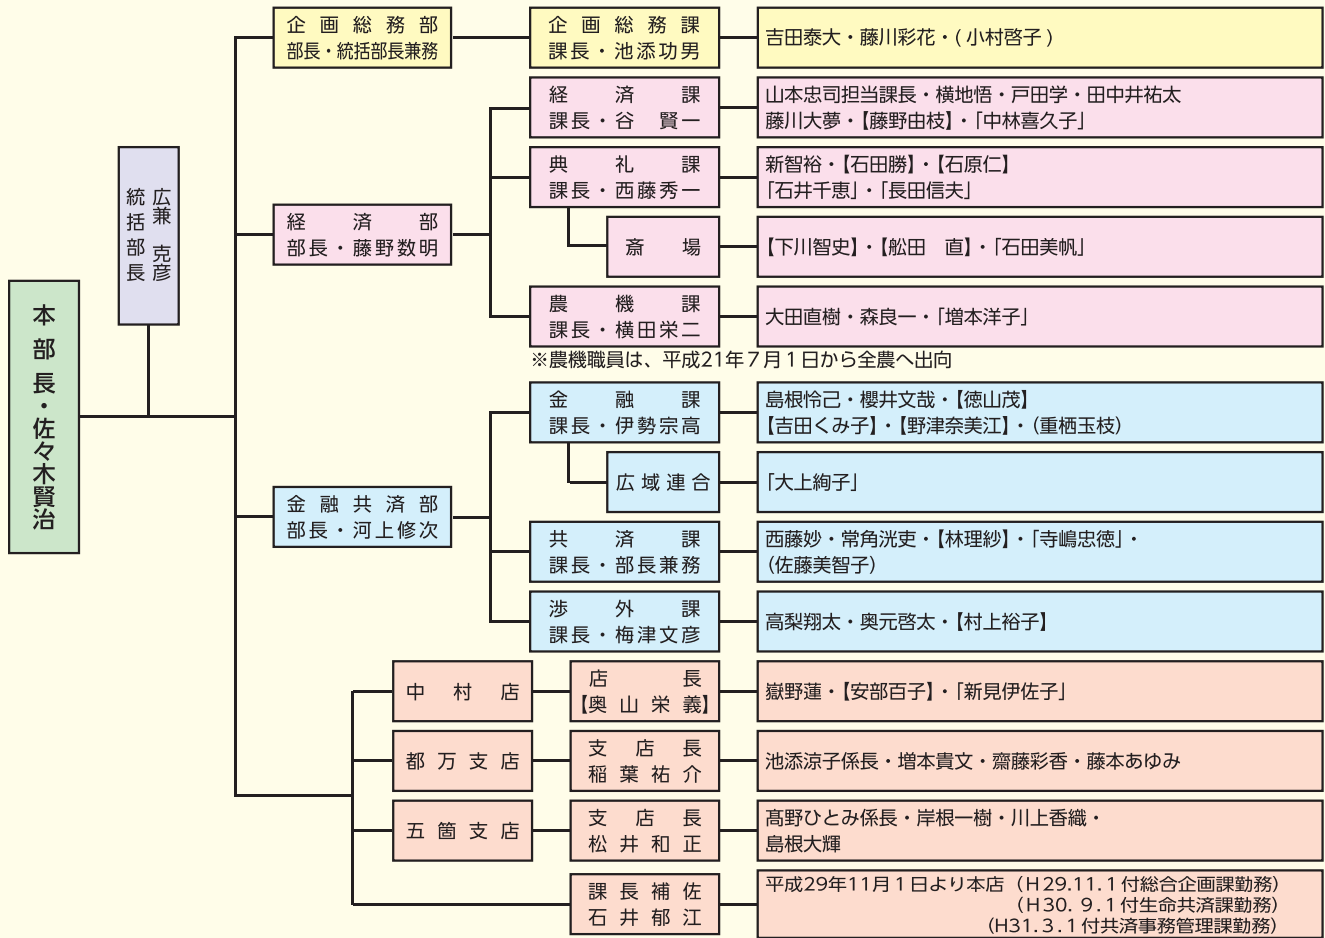 本部長・佐々木賢治
統括部長
広兼　克彦
企画総務部
部長・統括部長兼務
企画総務課
課長・池添功男
吉田泰大・藤川彩花・(小村啓子)
経済部
部長・藤野数明
経済課
課長・谷　賢一
山本忠司担当課長・横地悟・戸田学・田中井祐太
藤川大夢・【藤野由枝】・「中林喜久子」
典礼課
課長・西藤秀一
新智裕・【石田勝】・【石原仁】
「石井千恵」・「長田信夫」
斎場
【下川智史】・【舩田　直】・「石田美帆」
農機課
課長・横田栄二
大田直樹・森良一・「増本洋子」
※農機職員は、平成21年７月１日から全農へ出向
金融共済部
部長・河上修次
金融課
課長・伊勢宗高
島根怜己・櫻井文哉・【徳山茂】
【吉田くみ子】・【野津奈美江】・（重栖玉枝）
広域連合
「大上絢子」
共済課
課長・部長兼務
西藤妙・常角洸吏・【林理紗】・「寺嶋忠徳」・
（佐藤美智子）
渉外課
課長・梅津文彦
高梨翔太・奥元啓太・【村上裕子】
中村店
店長
【奥山栄義】
嶽野蓮・【安部百子】・「新見伊佐子」
都万支店
支店長
稲葉祐介
池添涼子係長・増本貴文・齋藤彩香・藤本あゆみ
五箇支店
支店長
松井和正
髙野ひとみ係長・岸根一樹・川上香織・
島根大輝
課長補佐
石井郁江
平成29年11月１日より本店（Ｈ29.11.１付総合企画課勤務）
（Ｈ30.９.１付生命共済課勤務）
（H31.３.１付共済事務管理課勤務）